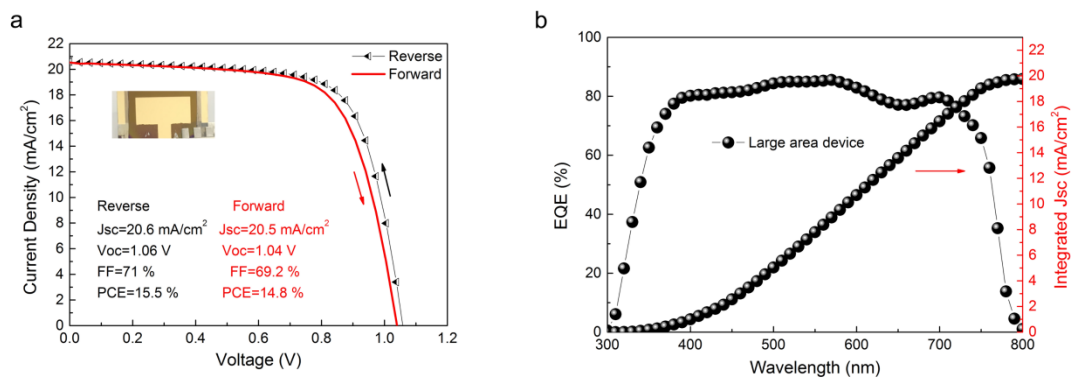 a
22
20
18
16
14
12
10
8
6
4
2
0
0.0 0.2 0.4 0.6 0.8 1.0 1.2
Current Density (mA/cm²)
Voltage (V)
Reverse
Forward
Reverse Forward
Jsc=20.6 mA/cm² Jsc=20.5 mA/cm²
Voc=1.06 V Voc=1.04 V
FF=71 % FF=69.2 %
PCE=15.5 % PCE=14.8 %
b
100
80
60
40
20
0
300 400 500 600 700 800
EQE (%)
Wavelength (nm)
Large area device
22
20
18
16
14
12
10
8
6
4
2
0
Integrated Jsc (mA/cm²)